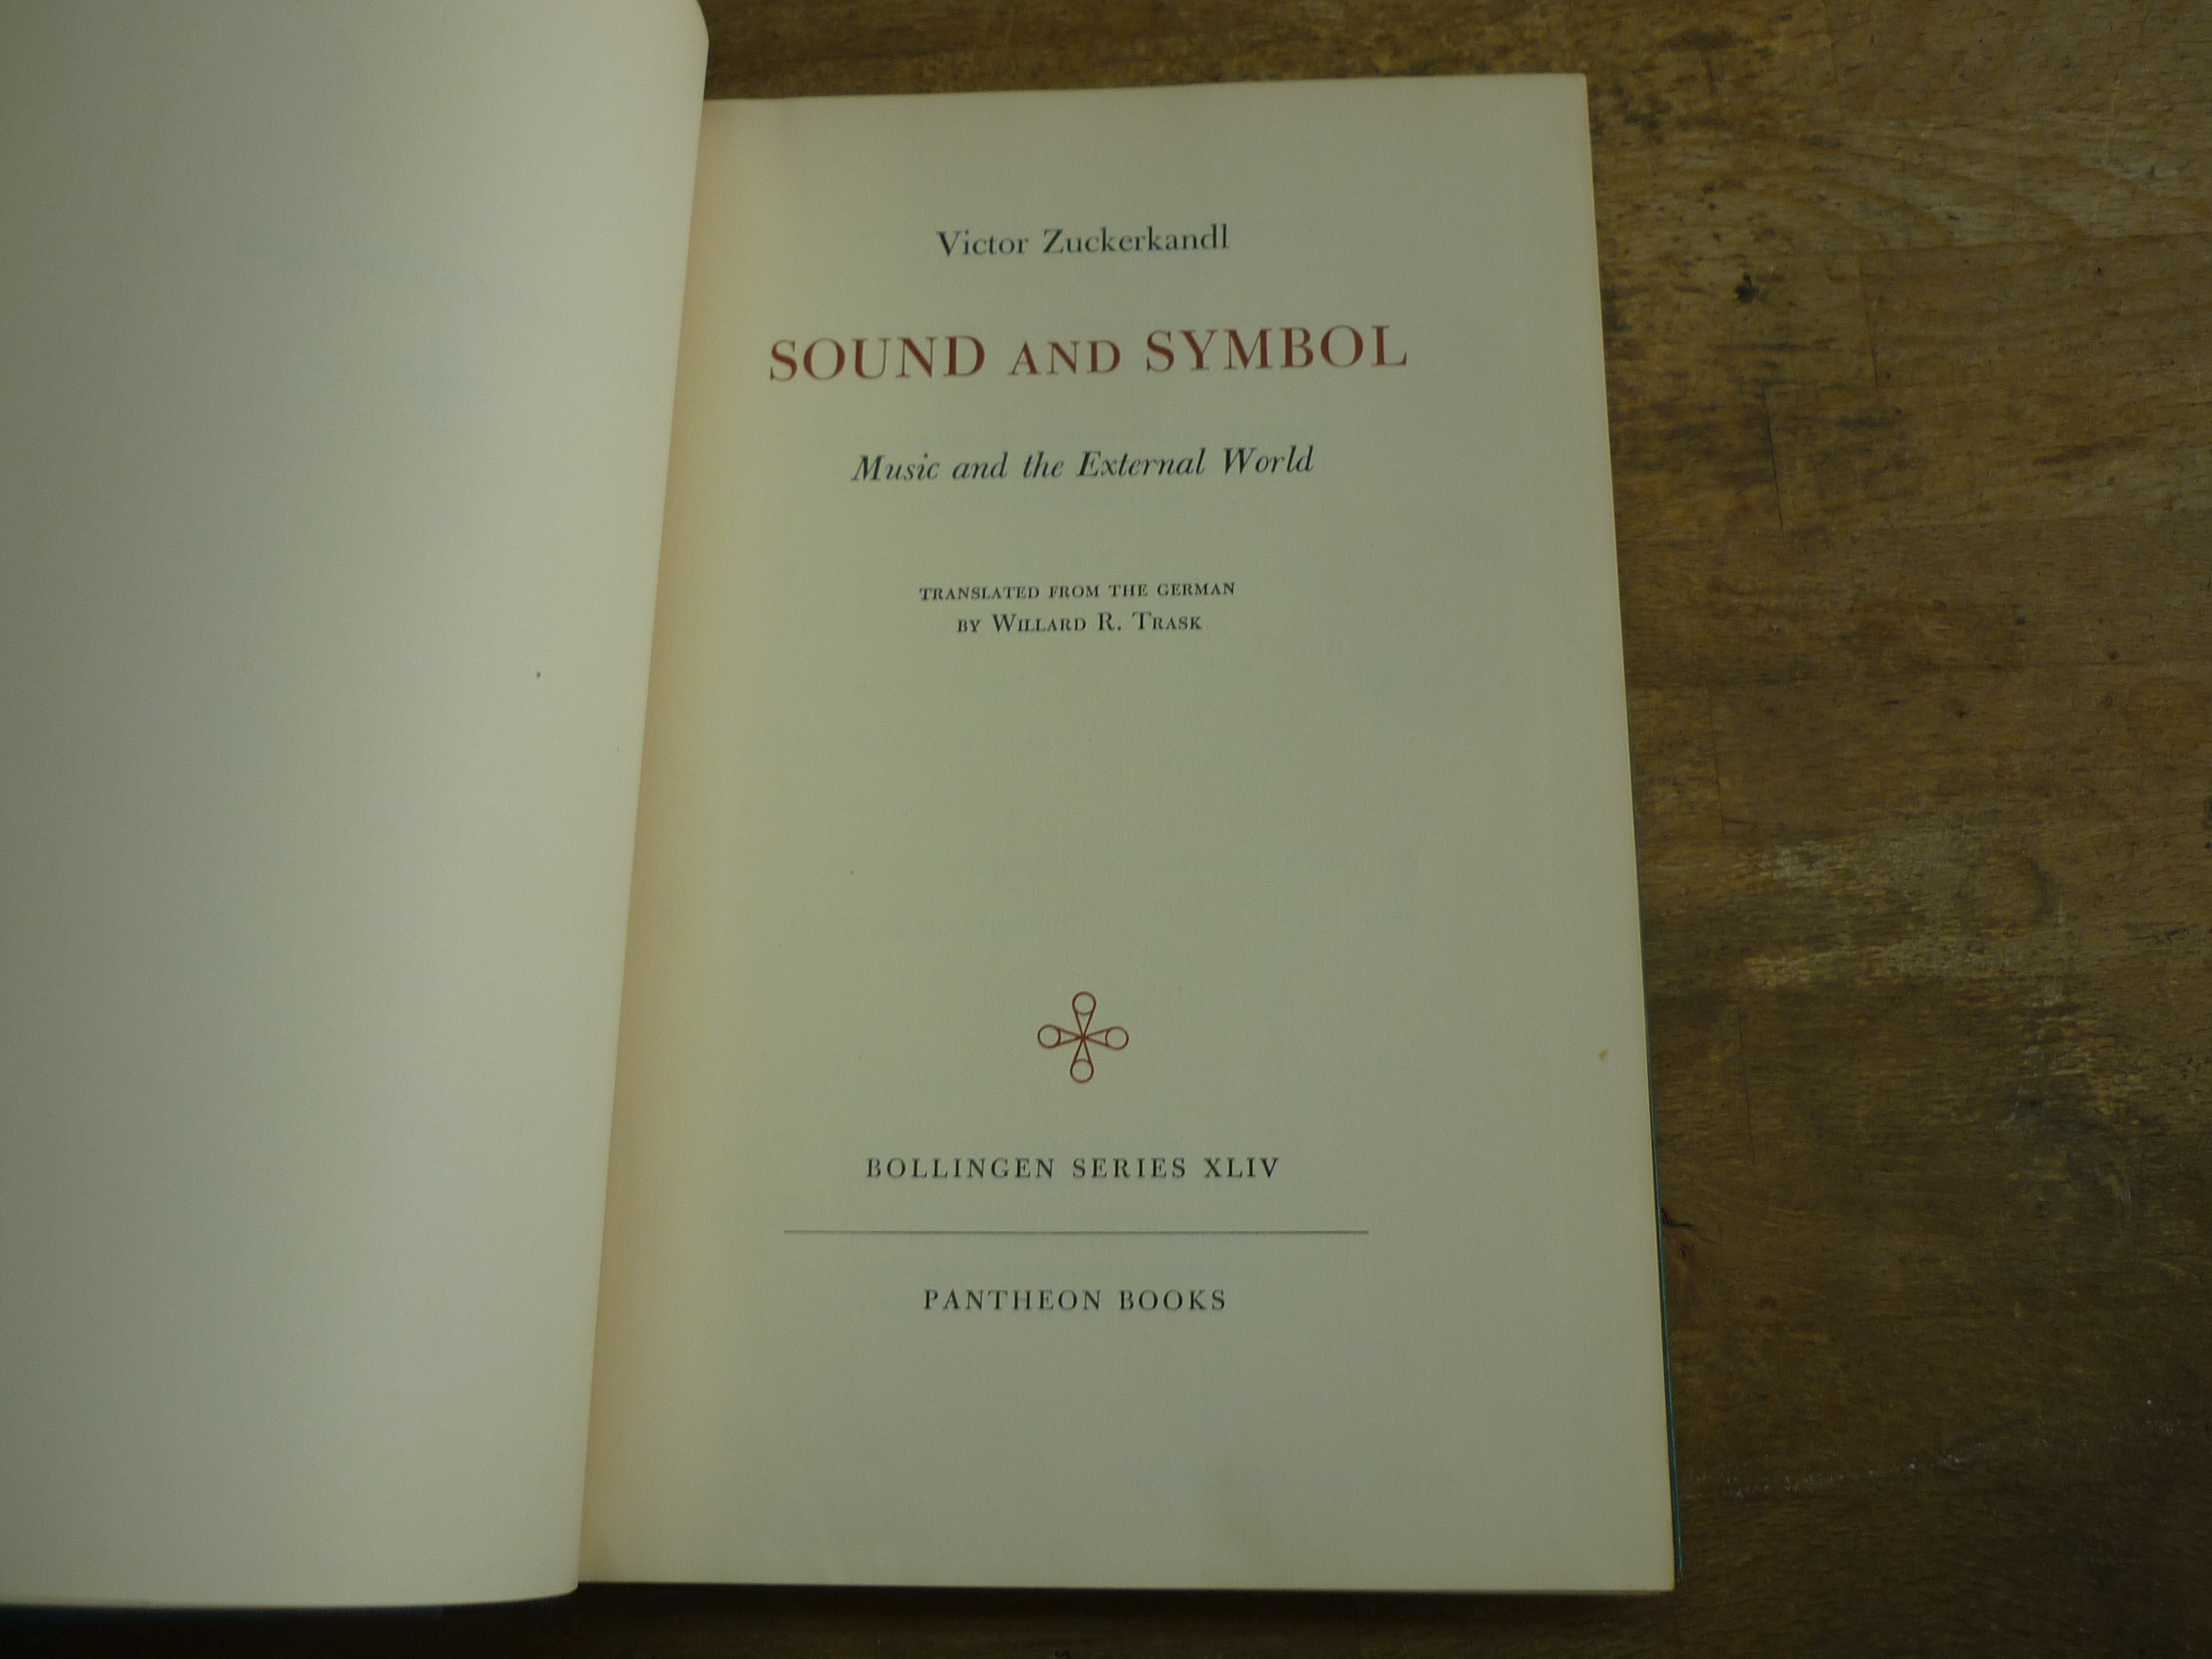 Victor Zuckerkandl
SOUND AND SYMBOL
Music and the External World
TRANSLATED FROM THE GERMAN
BY WILLARD R. TRASK
BOLLINGEN SERIES XLIV
PANTHEON BOOKS